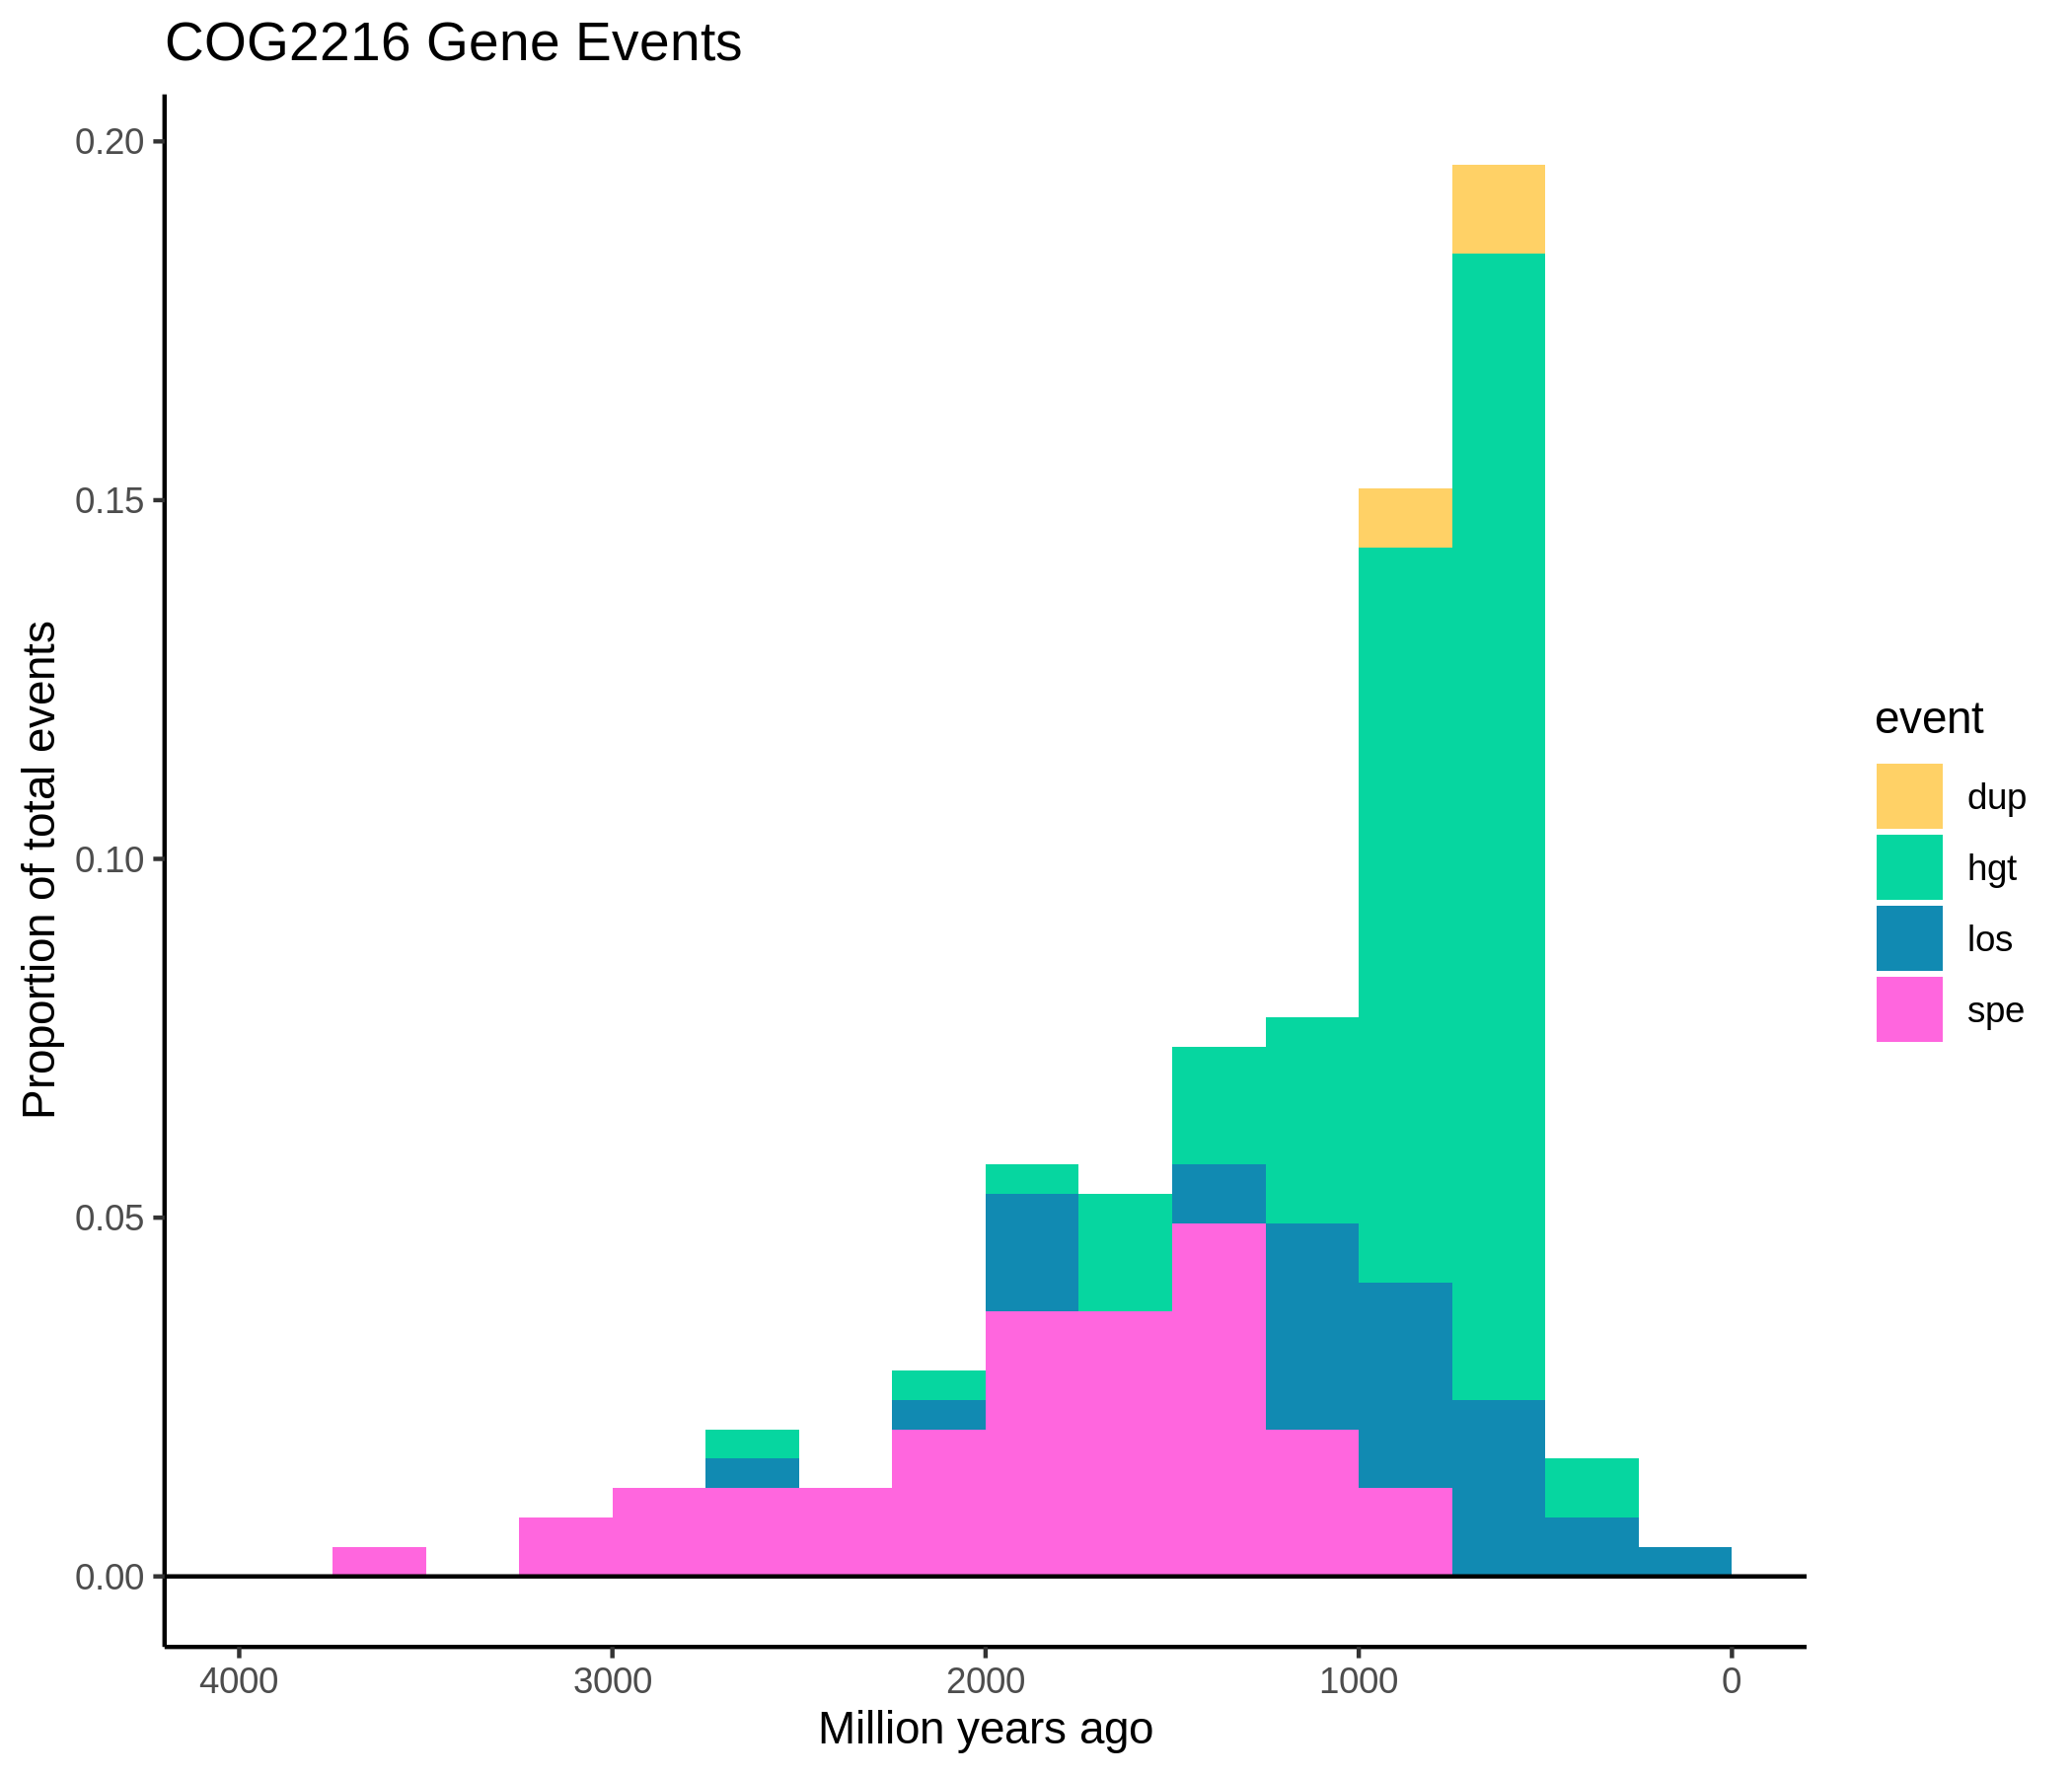 COG2216 Gene Events
0.20
0.15
0.10
0.05
0.00
Proportion of total events
4000 3000 2000 1000 0
Million years ago
event
dup
hgt
los
spe